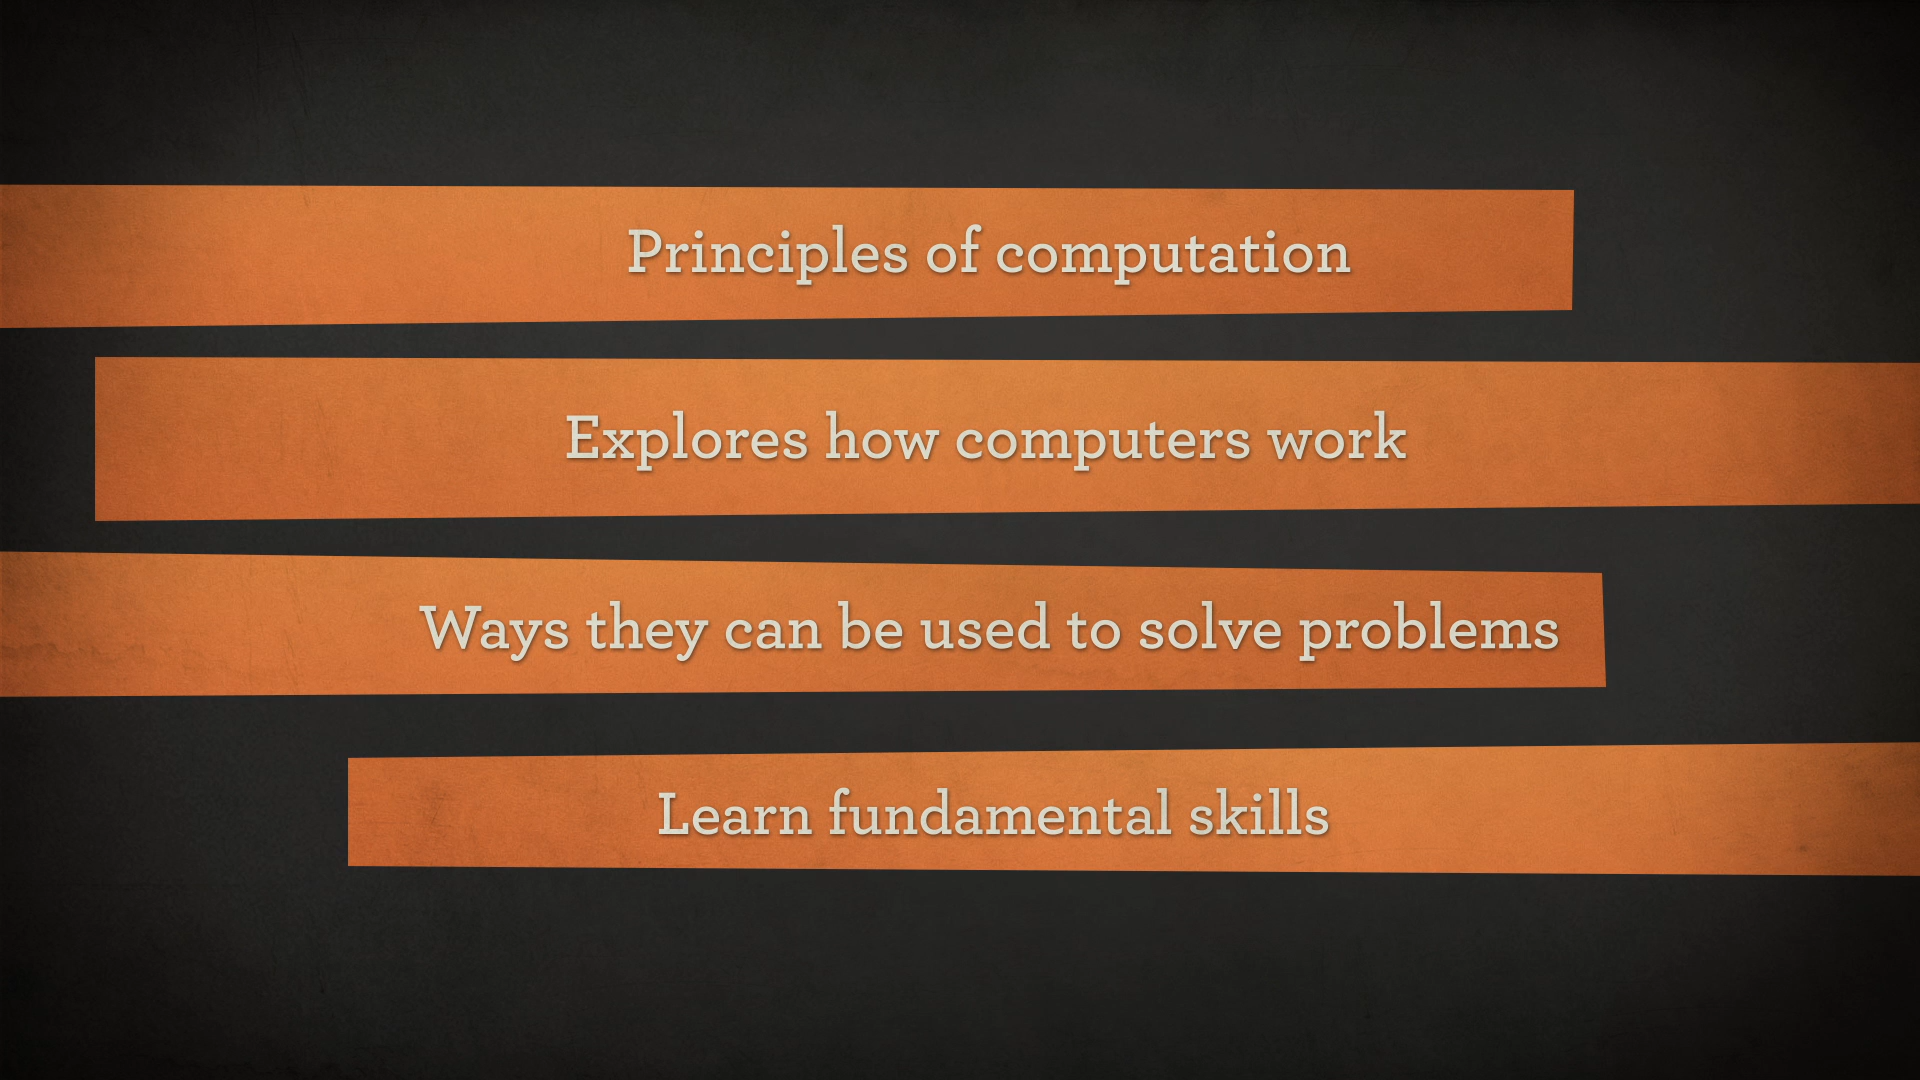 Principles of computation
Explores how computers work
Ways they can be used to solve problems
Learn fundamental skills